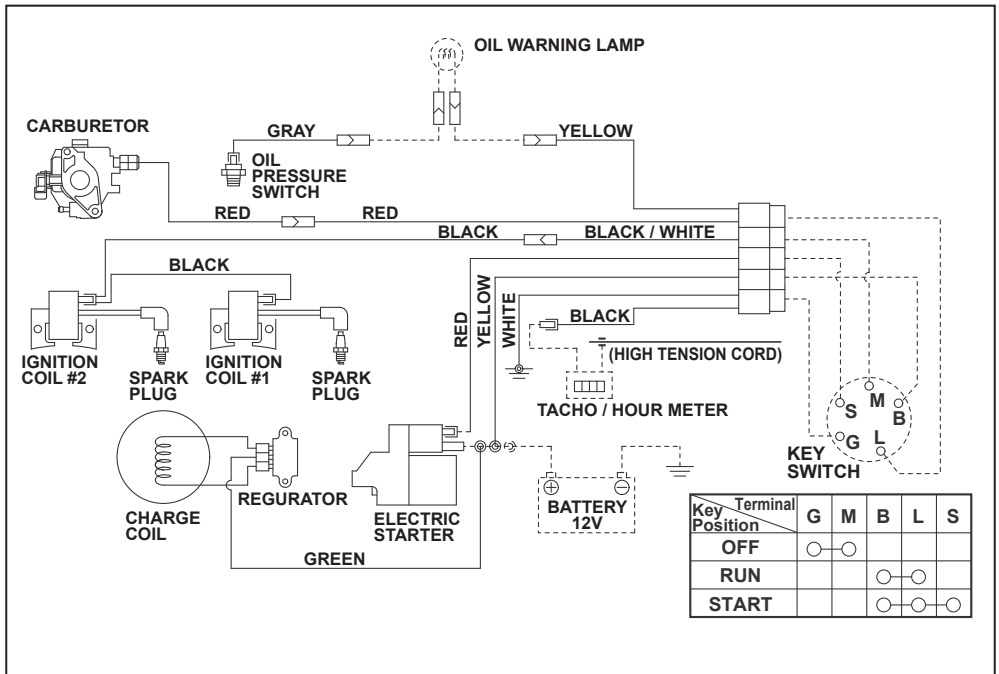 OIL WARNING LAMP
CARBURETOR
GRAY
YELLOW
OIL
PRESSURE
SWITCH
RED
RED
BLACK
BLACK / WHITE
BLACK
RED
YELLOW
WHITE
BLACK
(HIGH TENSION CORD)
IGNITION
COIL #2
SPARK
PLUG
IGNITION
COIL #1
SPARK
PLUG
TACHO / HOUR METER
S
M
B
G
L
KEY
SWITCH
CHARGE
COIL
REGURATOR
ELECTRIC
STARTER
BATTERY
12V
GREEN
Key Position Terminal G M B L S
OFF
RUN
START